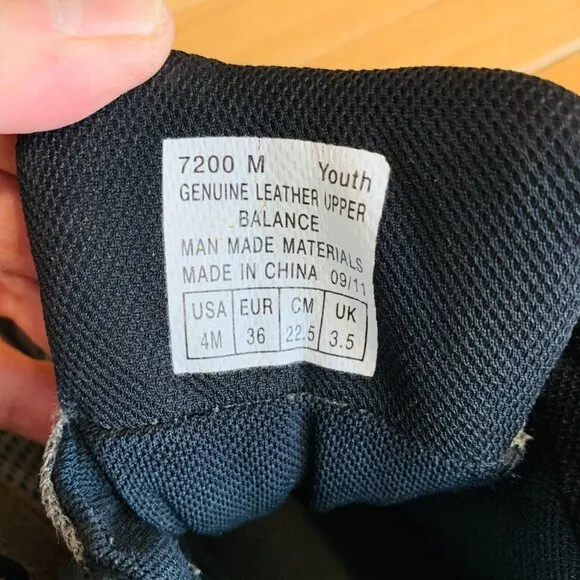 7200 M Youth
GENUINE LEATHER UPPER
BALANCE
MAN MADE MATERIALS
MADE IN CHINA 09/11
USA EUR CM UK
4M 36 22.5 3.5